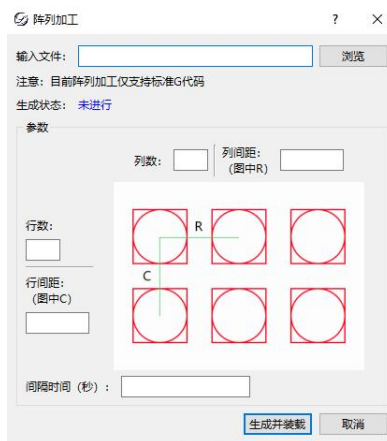 阵列加工
输入文件： 浏览
注意：目前阵列加工仅支持标准G代码
生成状态： 未进行
参数
列数： 列间距：
（图中R）
R
行数：
C
行间距：
（图中C）
间隔时间（秒）：
生成并装载 取消